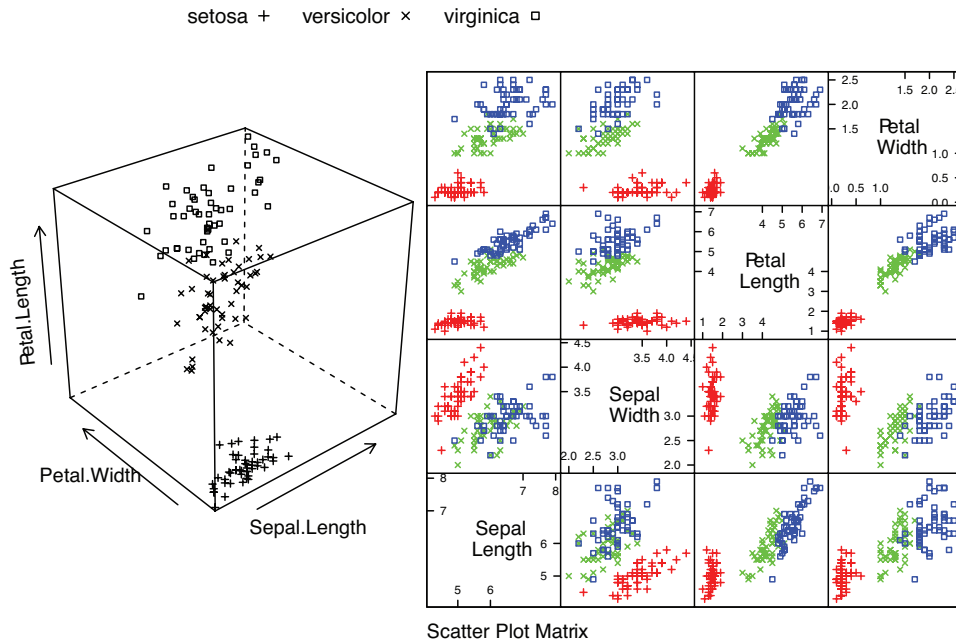 setosa + versicolor × virginica □
Petal.Length
Petal.Width
Sepal.Length
2.5
2.0
1.5
1.0
1.5 2.0 2.5
Petal
Width
0.0 0.5 1.0
0.5
0.0
7
6
5
4
4 5 6 7
Petal
Length
1 2 3 4
4
3
2
1
4.5
4.0
3.5
3.5 4.0 4.5
Sepal
Width
2.0 2.5 3.0
3.0
2.5
2.0
8
7
7 8
Sepal
Length
5 6
6
5
Scatter Plot Matrix